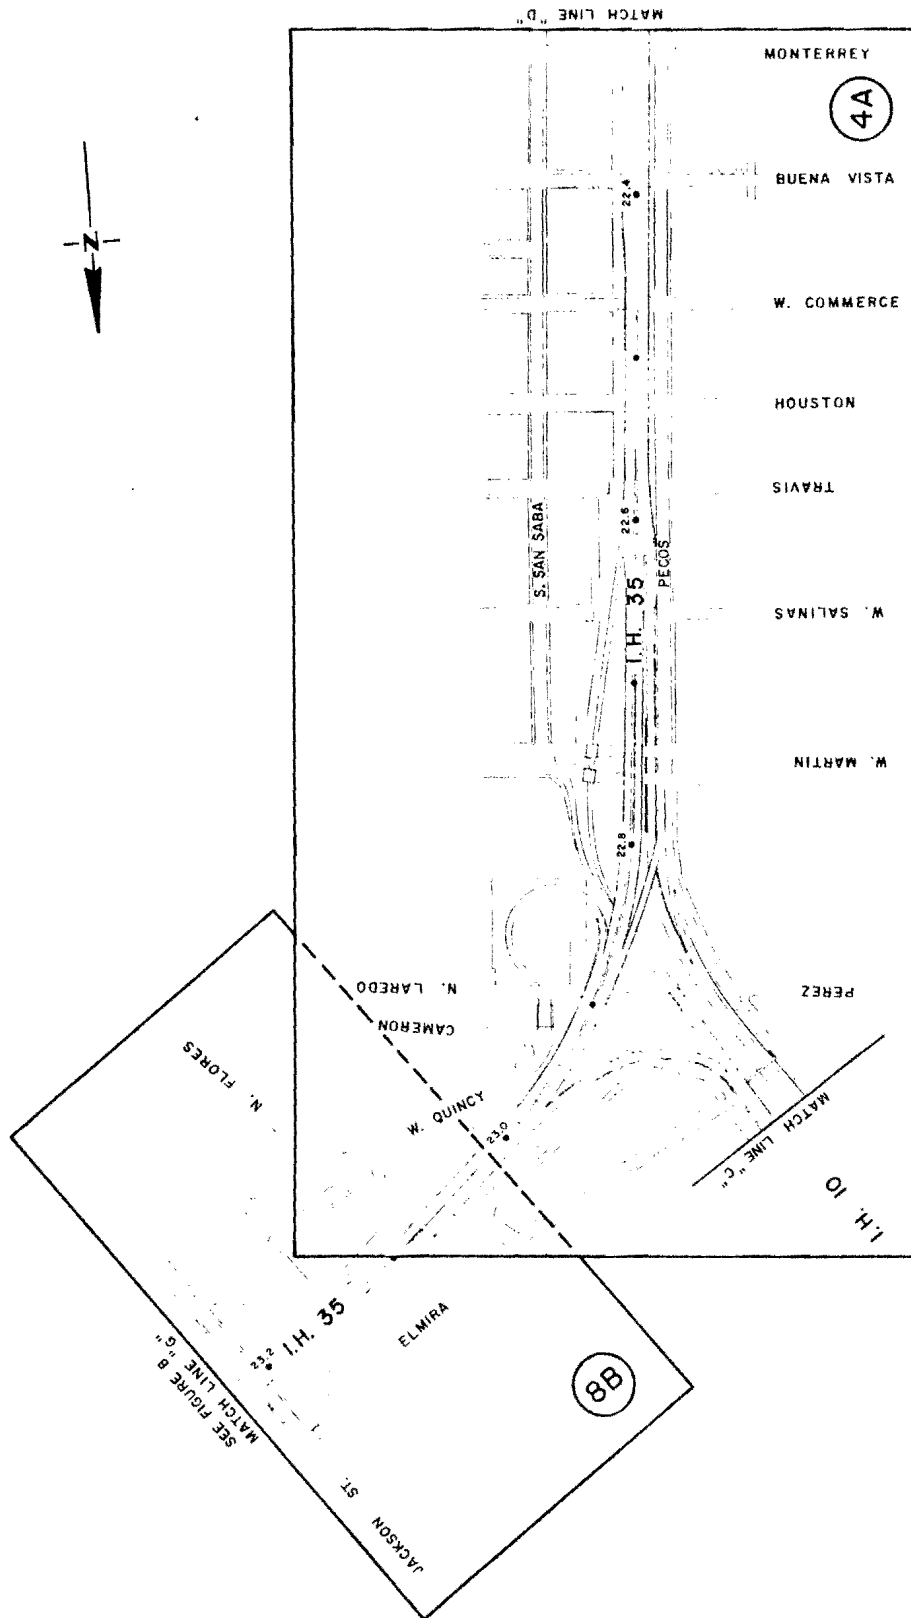 MATCH LINE "D"
MONTERREY
4A
BUENA VISTA
22.4
N
W. COMMERCE
HOUSTON
TRAVIS
22.6
S. SAN SABA
PECOS
I.H. 35
W. SALINAS
W. MARTIN
22.8
N. LAREDO
CAMERON
PEREZ
N. FLORES
W. QUINCY
23.0
MATCH LINE "C"
I.H. 10
ELMIRA
I.H. 35
23.2
8B
SEE FIGURE 8
MATCH LINE "G"
JACKSON ST.